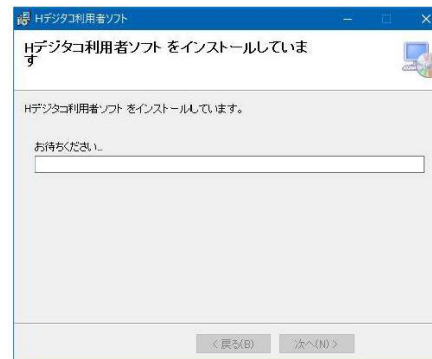 Hデジタコ利用者ソフト
Hデジタコ利用者ソフト をインストールしていま
す
Hデジタコ利用者ソフト をインストールしています。
お待ちください...
< 戻る(B)
次へ(N) >